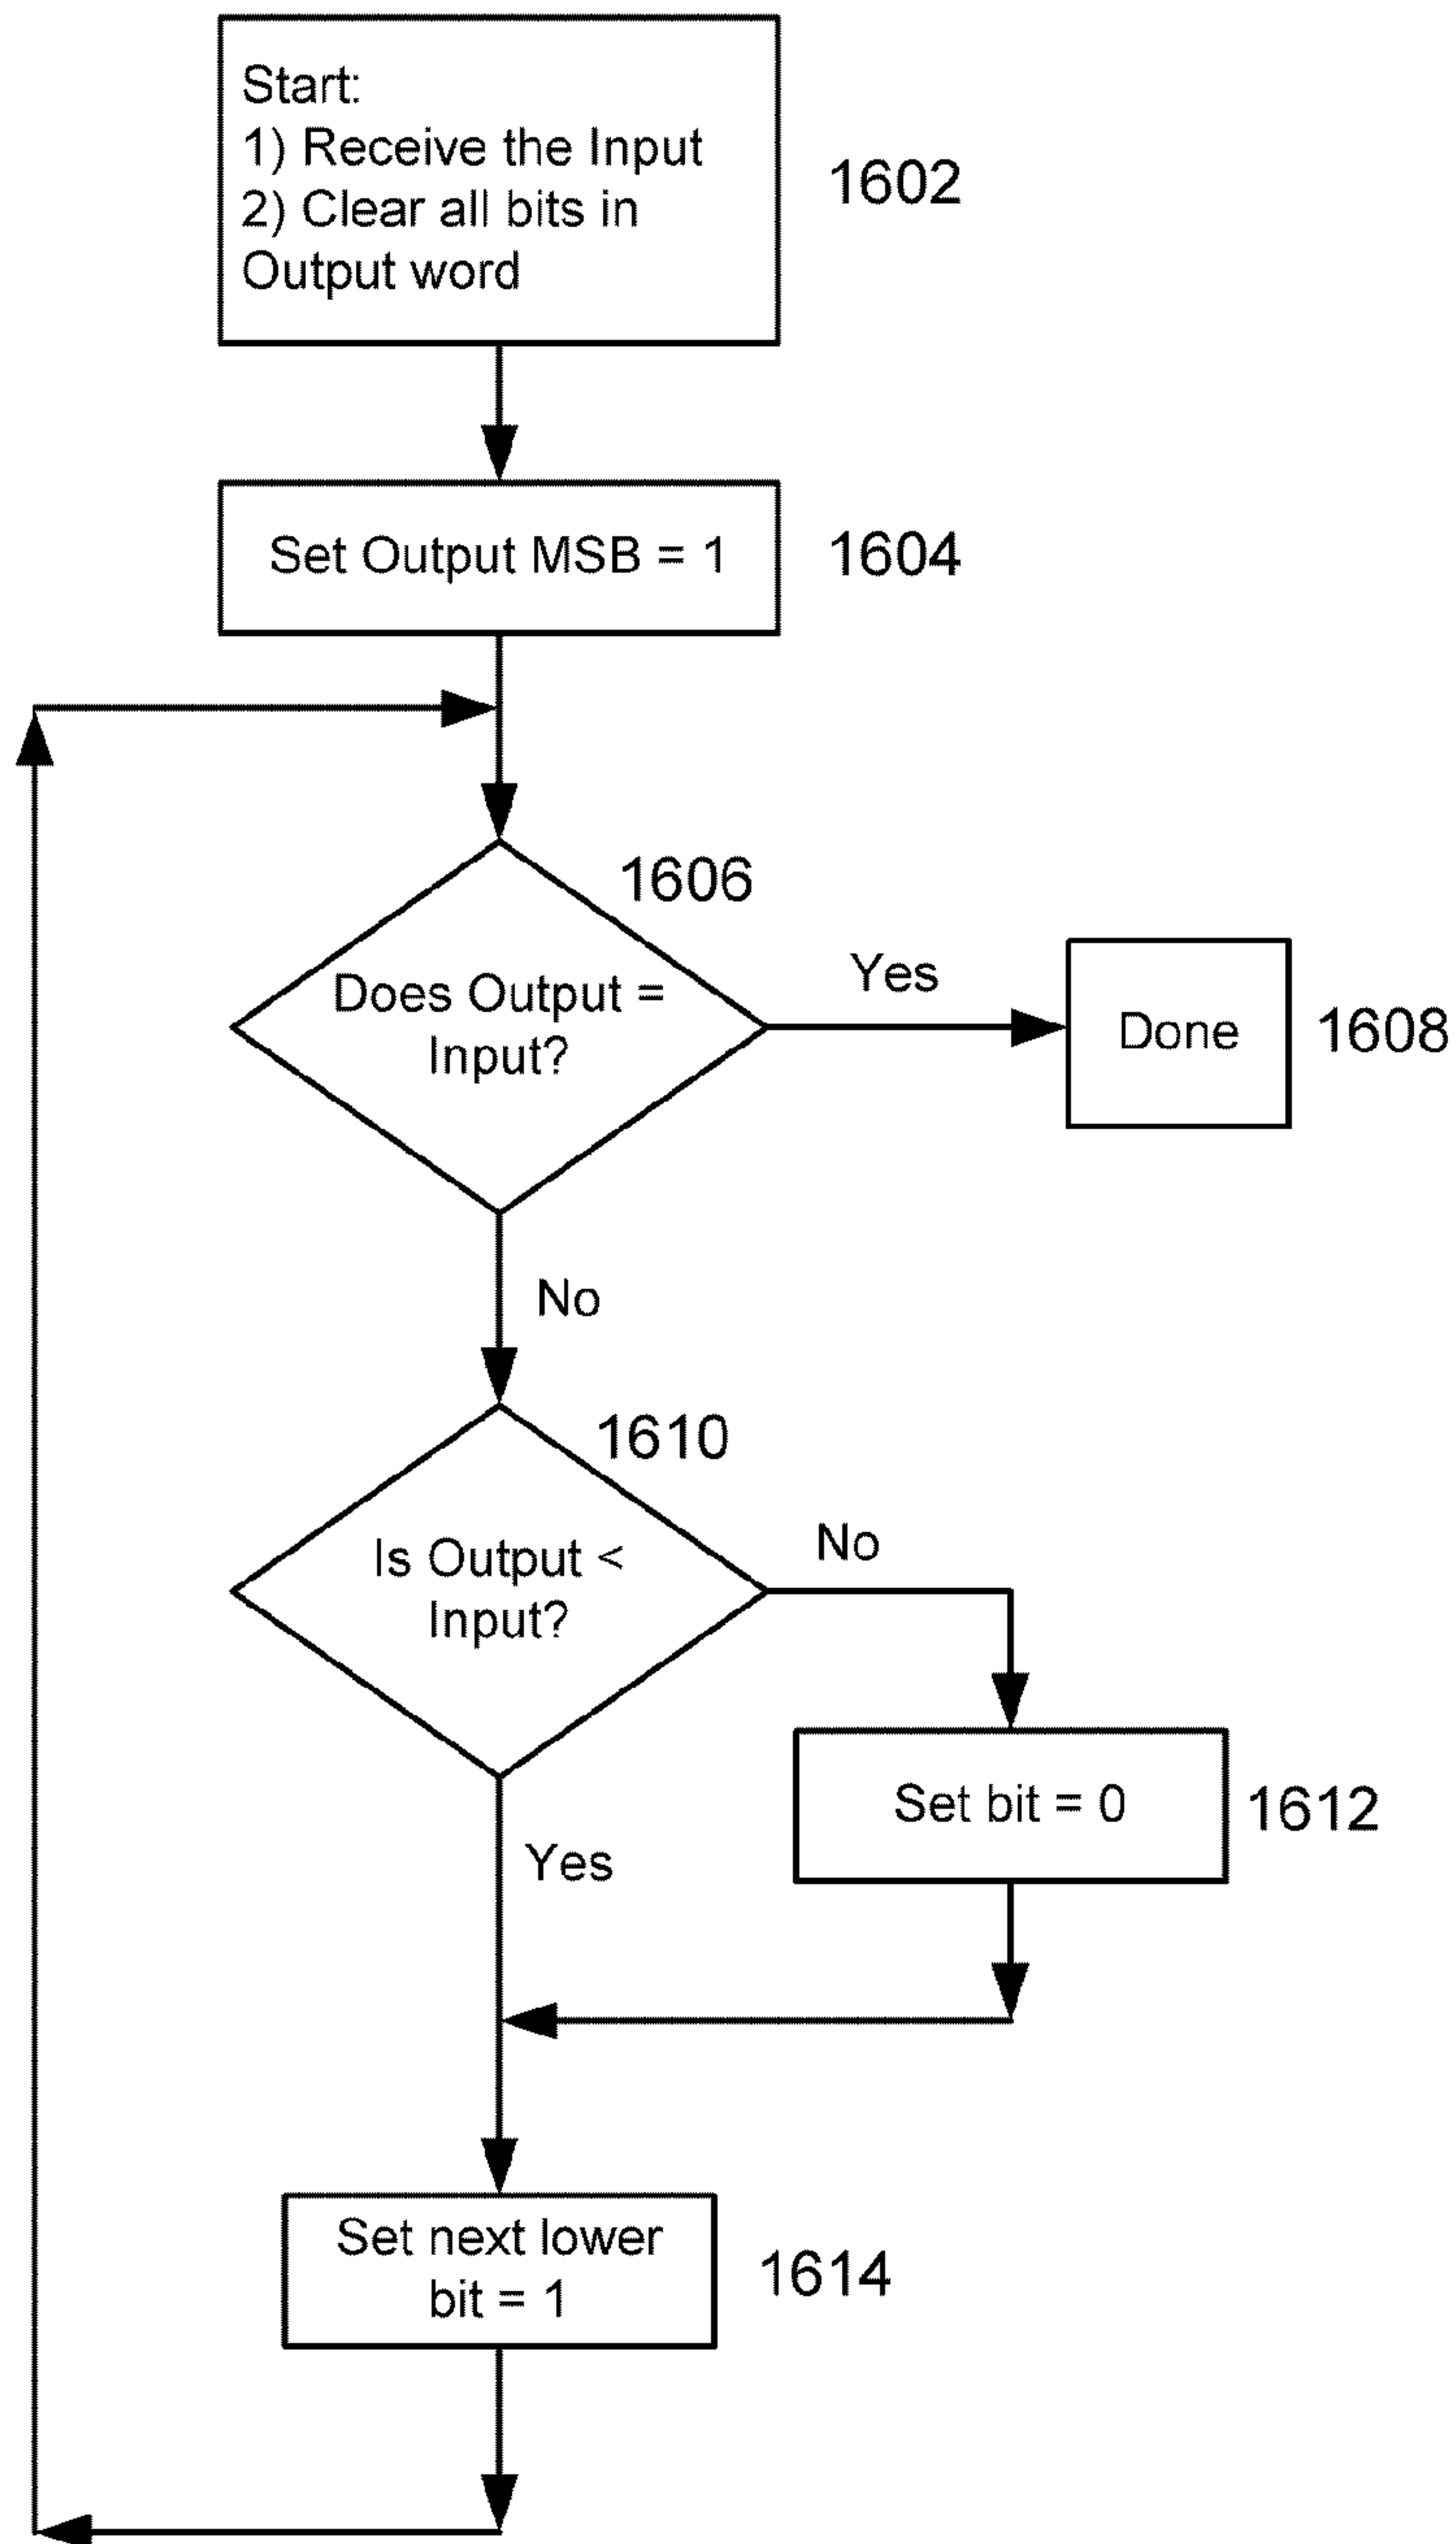 Start:
1) Receive the Input
2) Clear all bits in
Output word
1602
Set Output MSB = 1
1604
1606
Does Output =
Input?
Yes
Done
1608
No
1610
Is Output <
Input?
No
Set bit = 0
1612
Yes
Set next lower
bit = 1
1614